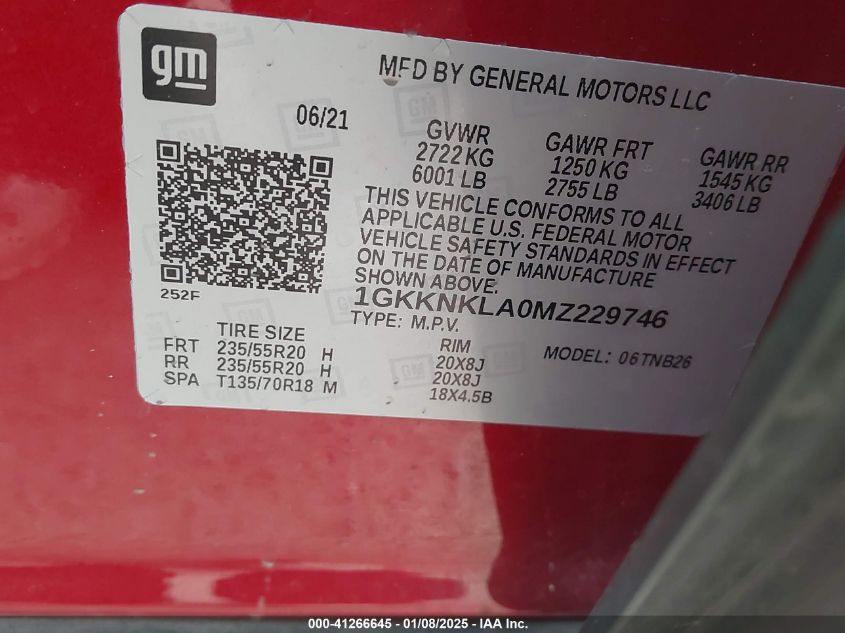 gm
MFD BY GENERAL MOTORS LLC
06/21
GVWR
2722 KG
6001 LB
GAWR FRT
1250 KG
2755 LB
GAWR RR
1545 KG
3406 LB
THIS VEHICLE CONFORMS TO ALL
APPLICABLE U.S. FEDERAL MOTOR
VEHICLE SAFETY STANDARDS IN EFFECT
ON THE DATE OF MANUFACTURE
SHOWN ABOVE.
252F
1GKKNKLA0MZ229746
TYPE: M.P.V.
MODEL: 06TNB26
TIRE SIZE
RIM
FRT 235/55R20 H 20X8J
RR 235/55R20 H 20X8J
SPA T135/70R18 M 18X4.5B
000-41266645 - 01/08/2025 - IAA Inc.